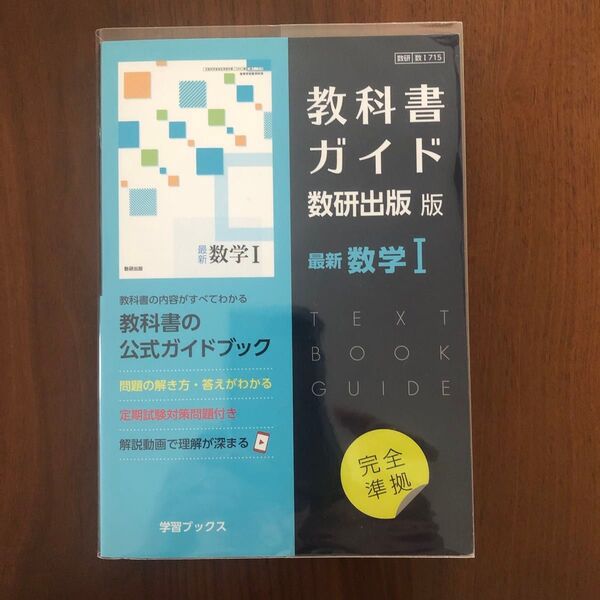 数研 数Ⅰ715
教科書
ガイド
数研出版 版
最新 数学Ⅰ
TEXT
BOOK
GUIDE
完全
準拠
最新 数学Ⅰ
数研出版
教科書の内容がすべてわかる
教科書の
公式ガイドブック
問題の解き方・答えがわかる
定期試験対策問題付き
解説動画で理解が深まる
学習ブックス